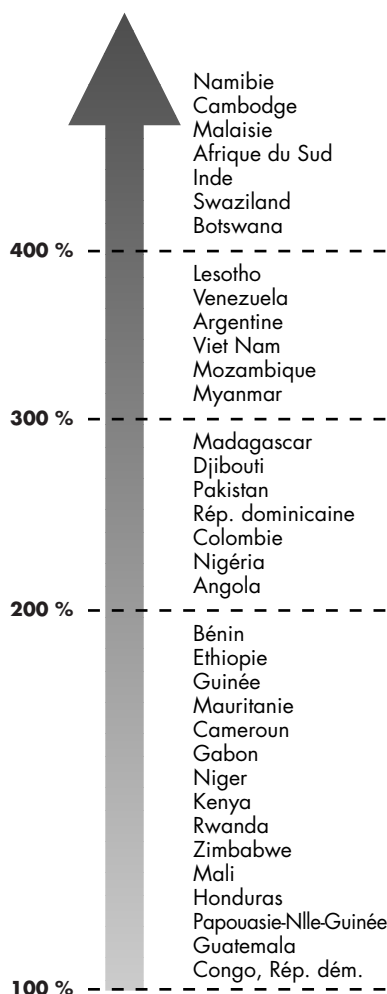 Namibie
Cambodge
Malaisie
Afrique du Sud
Inde
Swaziland
Botswana
400 %
Lesotho
Venezuela
Argentine
Viet Nam
Mozambique
Myanmar
300 %
Madagascar
Djibouti
Pakistan
Rép. dominicaine
Colombie
Nigéria
Angola
200 %
Bénin
Ethiopie
Guinée
Mauritanie
Cameroun
Gabon
Niger
Kenya
Rwanda
Zimbabwe
Mali
Honduras
Papouasie-Nlle-Guinée
Guatemala
Congo, Rép. dém.
100 %